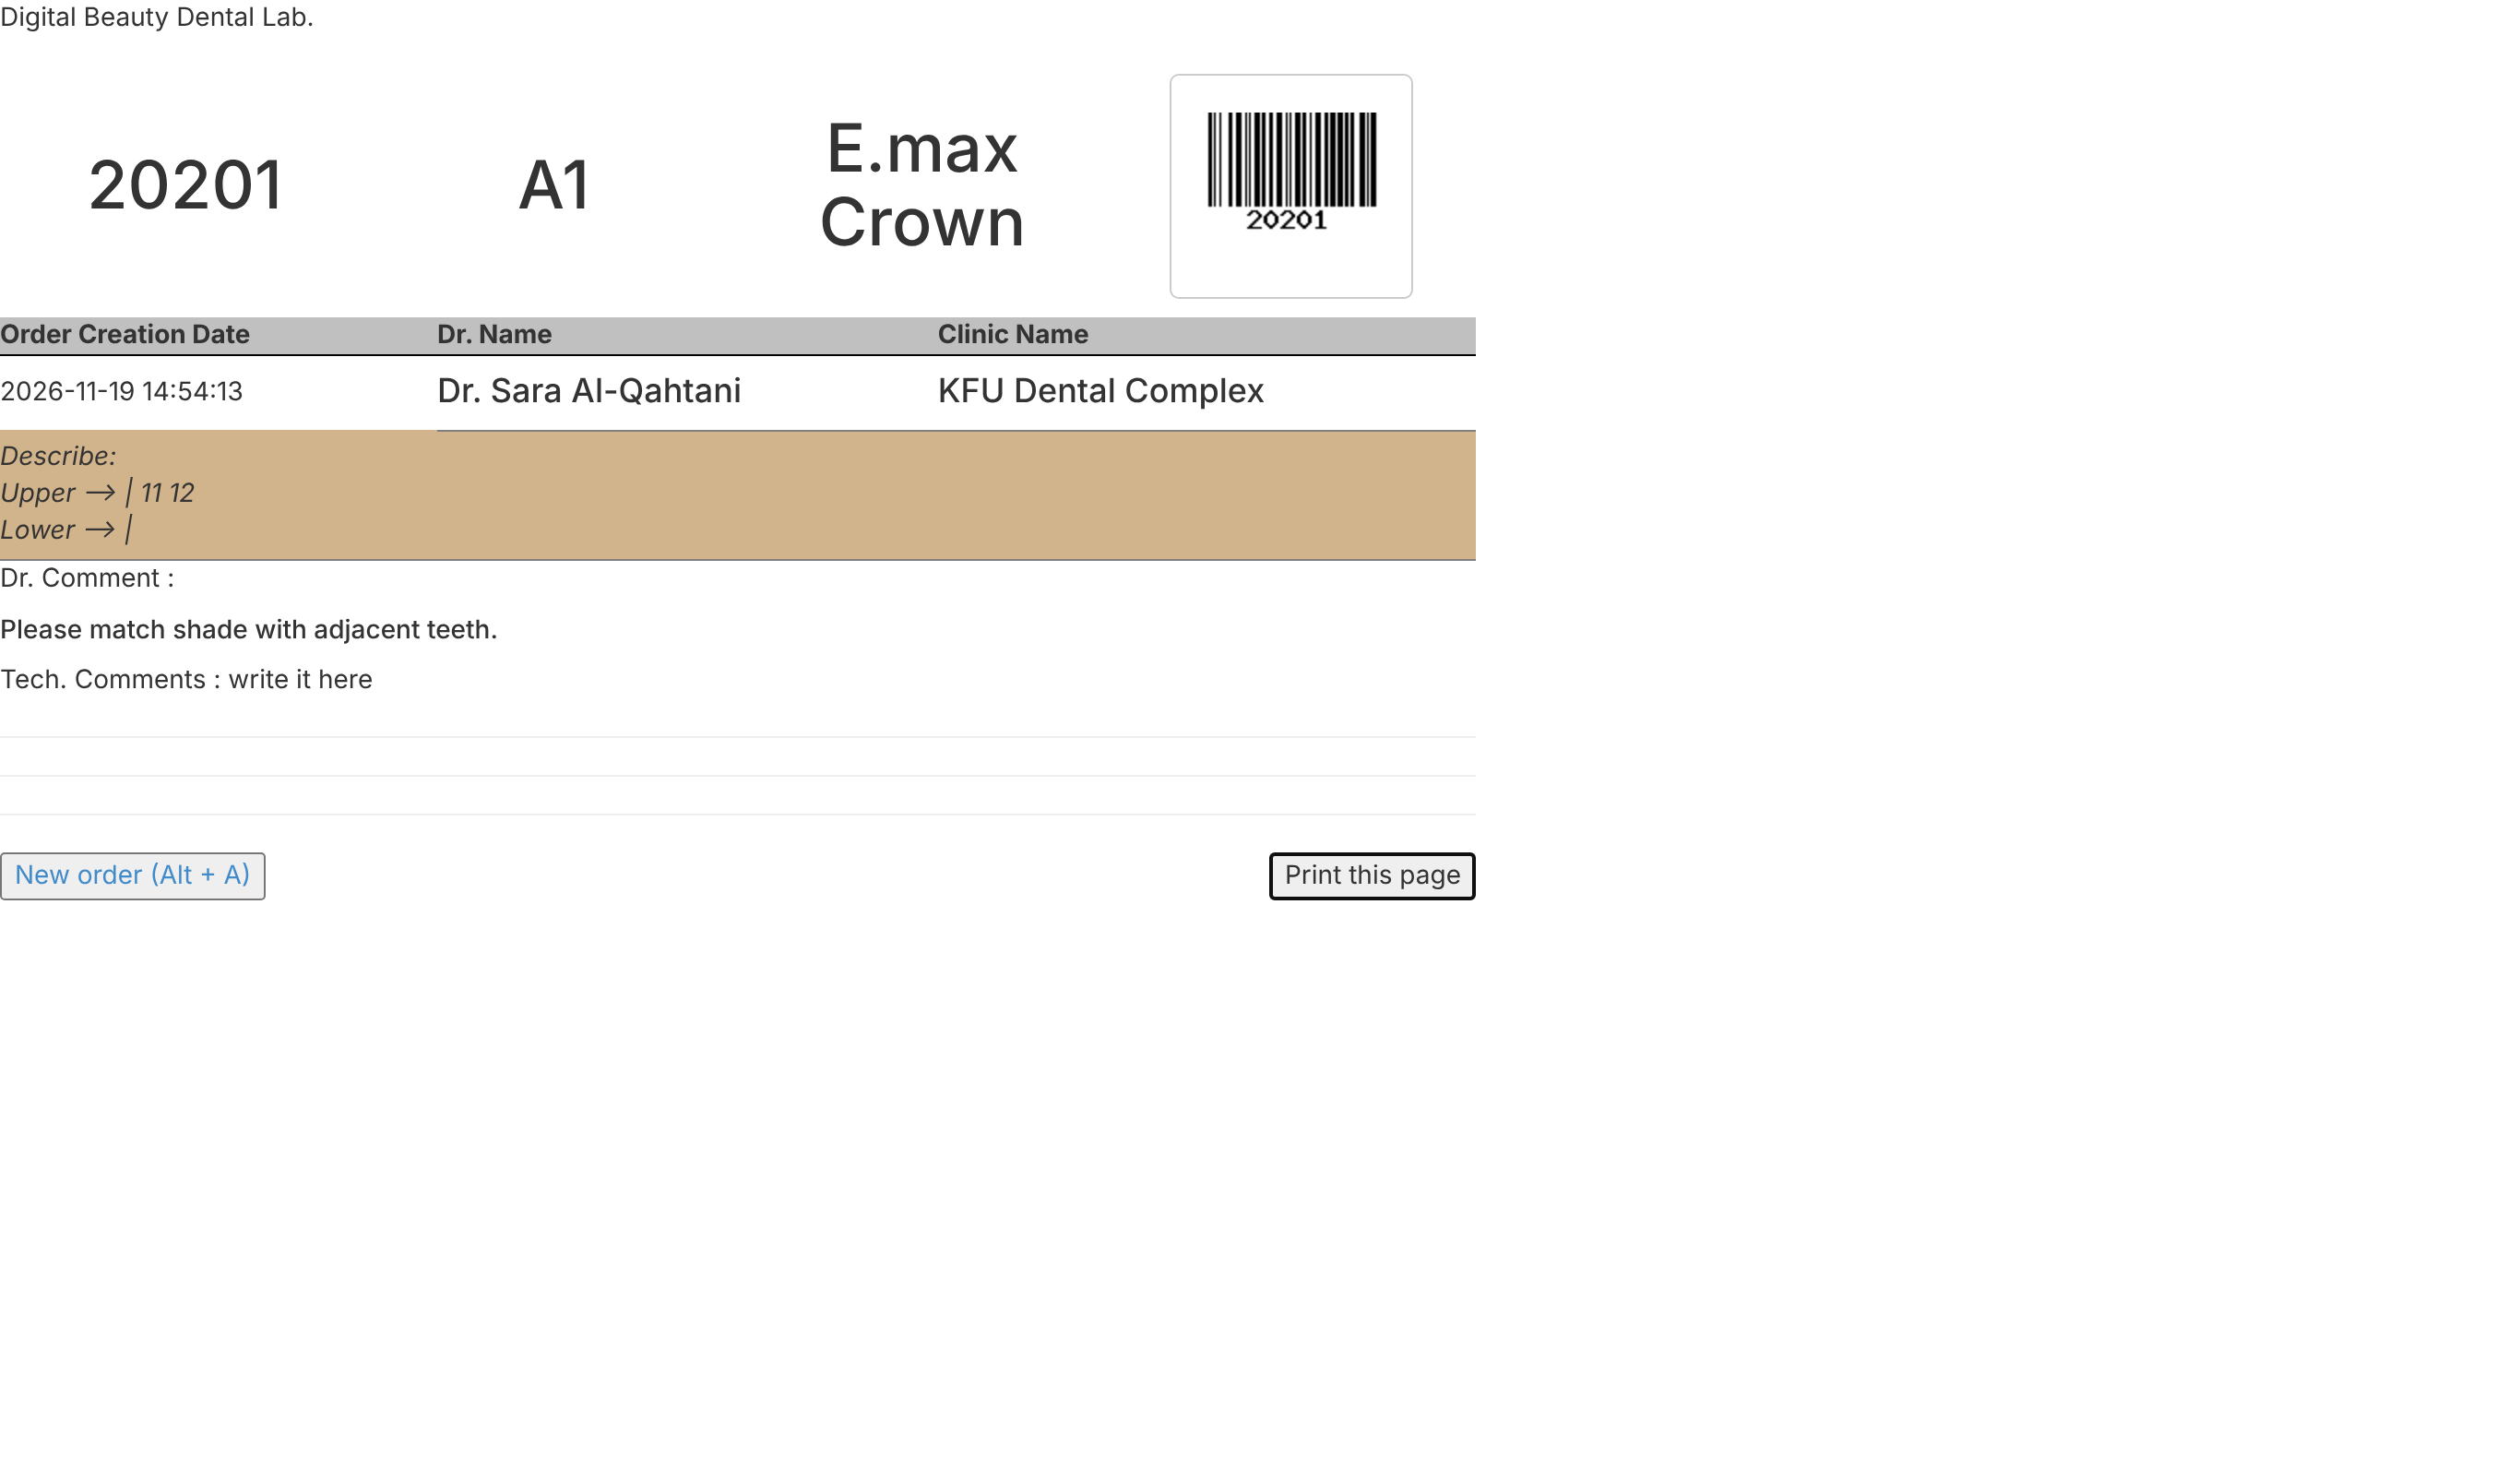 Digital Beauty Dental Lab.
20201
A1
E.max
Crown
20201
Order Creation Date Dr. Name Clinic Name
2026-11-19 14:54:13 Dr. Sara Al-Qahtani KFU Dental Complex
Describe:
Upper --> | 11 12
Lower --> |
Dr. Comment :
Please match shade with adjacent teeth.
Tech. Comments : write it here
New order (Alt + A) Print this page